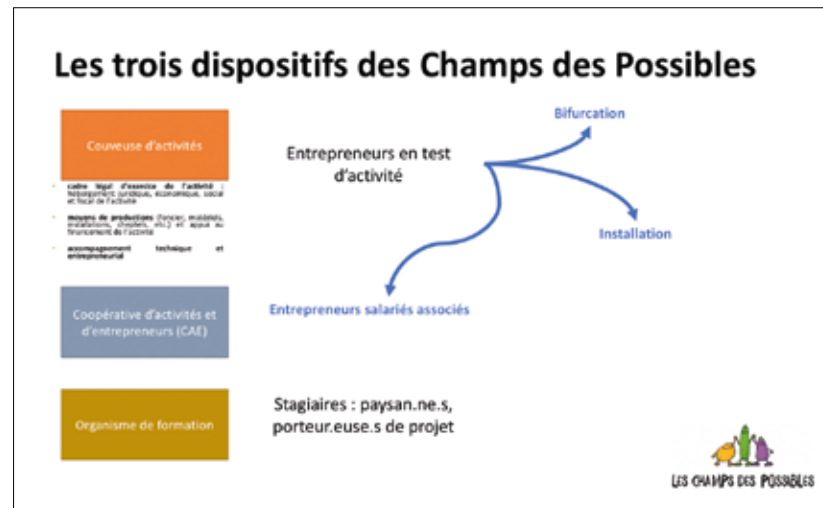 Les trois dispositifs des Champs des Possibles
Couveuse d'activités
- cadre légal d'exercice de l'activité :
hébergement juridique, économique, social
et fiscal de l'activité
- moyens de productions (foncier, matériels,
installations, cheptels, etc.) et appui au
financement de l'activité
- accompagnement technique et
entrepreneurial
Entrepreneurs en test
d'activité
Bifurcation
Installation
Coopérative d'activités et
d'entrepreneurs (CAE)
Entrepreneurs salariés associés
Organisme de formation
Stagiaires : paysan.ne.s,
porteur.euse.s de projet
LES CHAMPS DES POSSIBLES